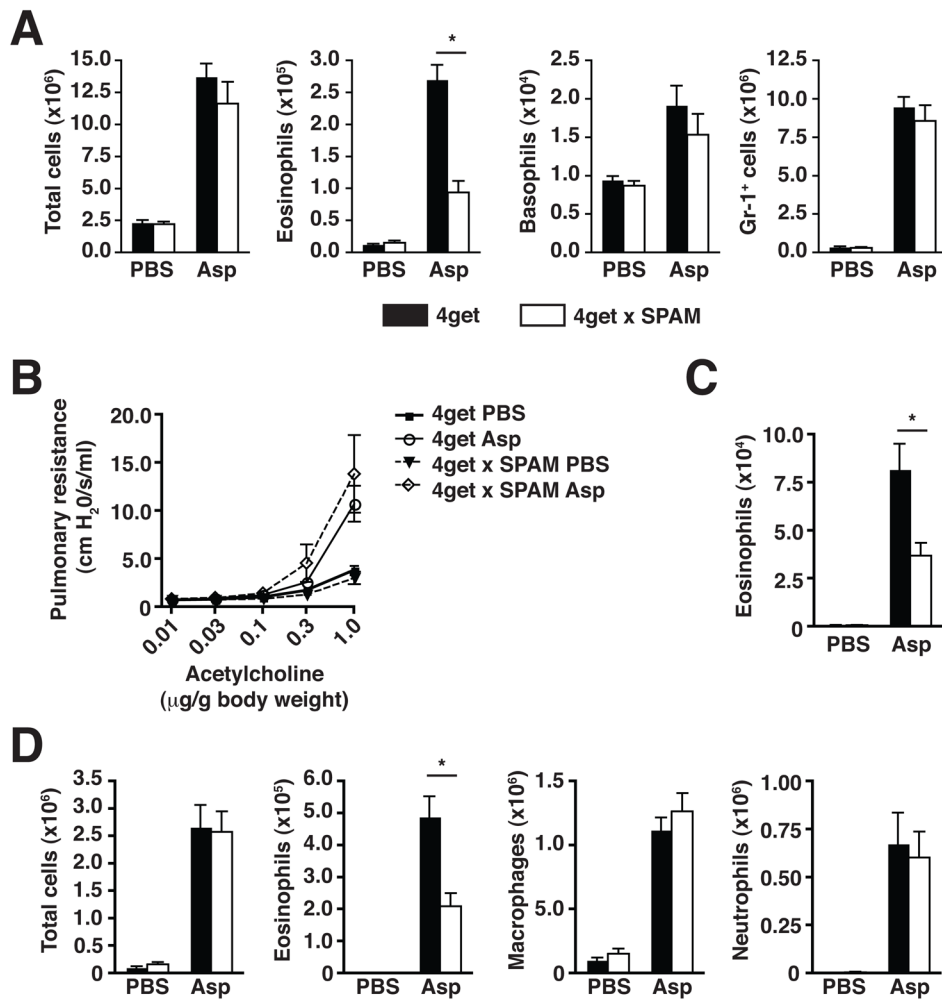 A
Total cells (x10⁶)
15.0
12.5
10.0
7.5
5.0
2.5
0.0
PBS Asp
Eosinophils (x10⁵)
3.0
2.5
2.0
1.5
1.0
0.5
0.0
*
PBS Asp
Basophils (x10⁴)
2.5
2.0
1.5
1.0
0.5
0.0
PBS Asp
Gr-1⁺ cells (x10⁶)
12.5
10.0
7.5
5.0
2.5
0.0
PBS Asp
4get 4get x SPAM
B
Pulmonary resistance
(cm H₂0/s/ml)
20.0
15.0
10.0
5.0
0
0.01 0.03 0.1 0.3 1.0
Acetylcholine
(μg/g body weight)
4get PBS
4get Asp
4get x SPAM PBS
4get x SPAM Asp
C
Eosinophils (x10⁴)
10.0
7.5
5.0
2.5
0
*
PBS Asp
D
Total cells (x10⁶)
3.5
3.0
2.5
2.0
1.5
1.0
0.5
0
PBS Asp
Eosinophils (x10⁵)
6.0
5.0
4.0
3.0
2.0
1.0
0
*
PBS Asp
Macrophages (x10⁶)
1.5
1.0
5.0
0
PBS Asp
Neutrophils (x10⁶)
1.00
0.75
0.50
0.25
0
PBS Asp